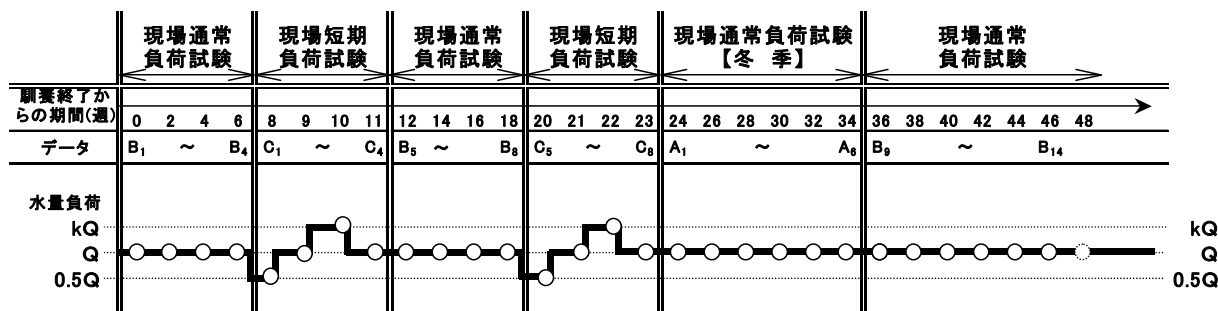 現場通常 現場短期 現場通常 現場短期 現場通常負荷試験 現場通常
負荷試験 負荷試験 負荷試験 負荷試験 【冬 季】 負荷試験
馴養終了か
らの期間(週) 0 2 4 6 8 9 10 11 12 14 16 18 20 21 22 23 24 26 28 30 32 34 36 38 40 42 44 46 48
データ B1 ～ B4 C1 ～ C4 B5 ～ B8 C5 ～ C8 A1 ～ A6 B9 ～ B14
水量負荷
kQ kQ
Q Q
0.5Q 0.5Q